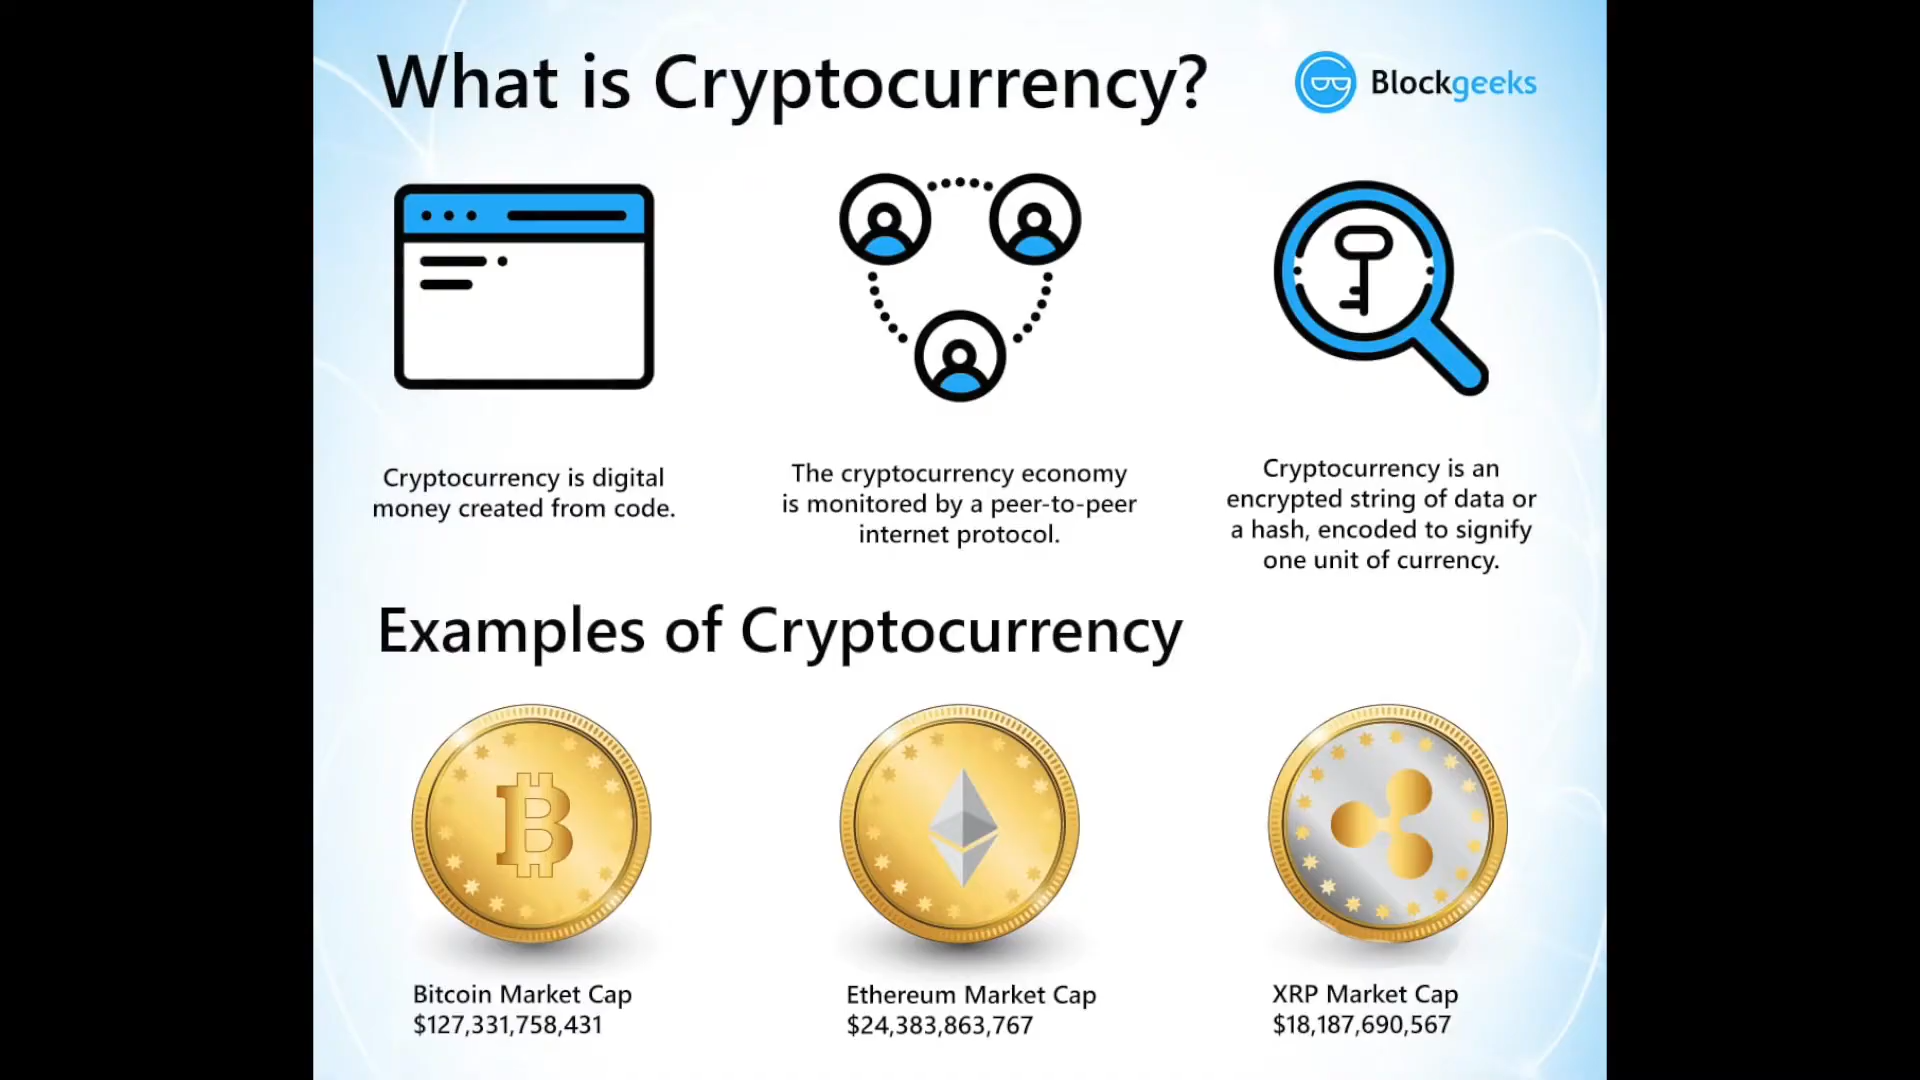 What is Cryptocurrency?
Blockgeeks
Cryptocurrency is digital
money created from code.
The cryptocurrency economy
is monitored by a peer-to-peer
internet protocol.
Cryptocurrency is an
encrypted string of data or
a hash, encoded to signify
one unit of currency.
Examples of Cryptocurrency
Bitcoin Market Cap
$127,331,758,431
Ethereum Market Cap
$24,383,863,767
XRP Market Cap
$18,187,690,567